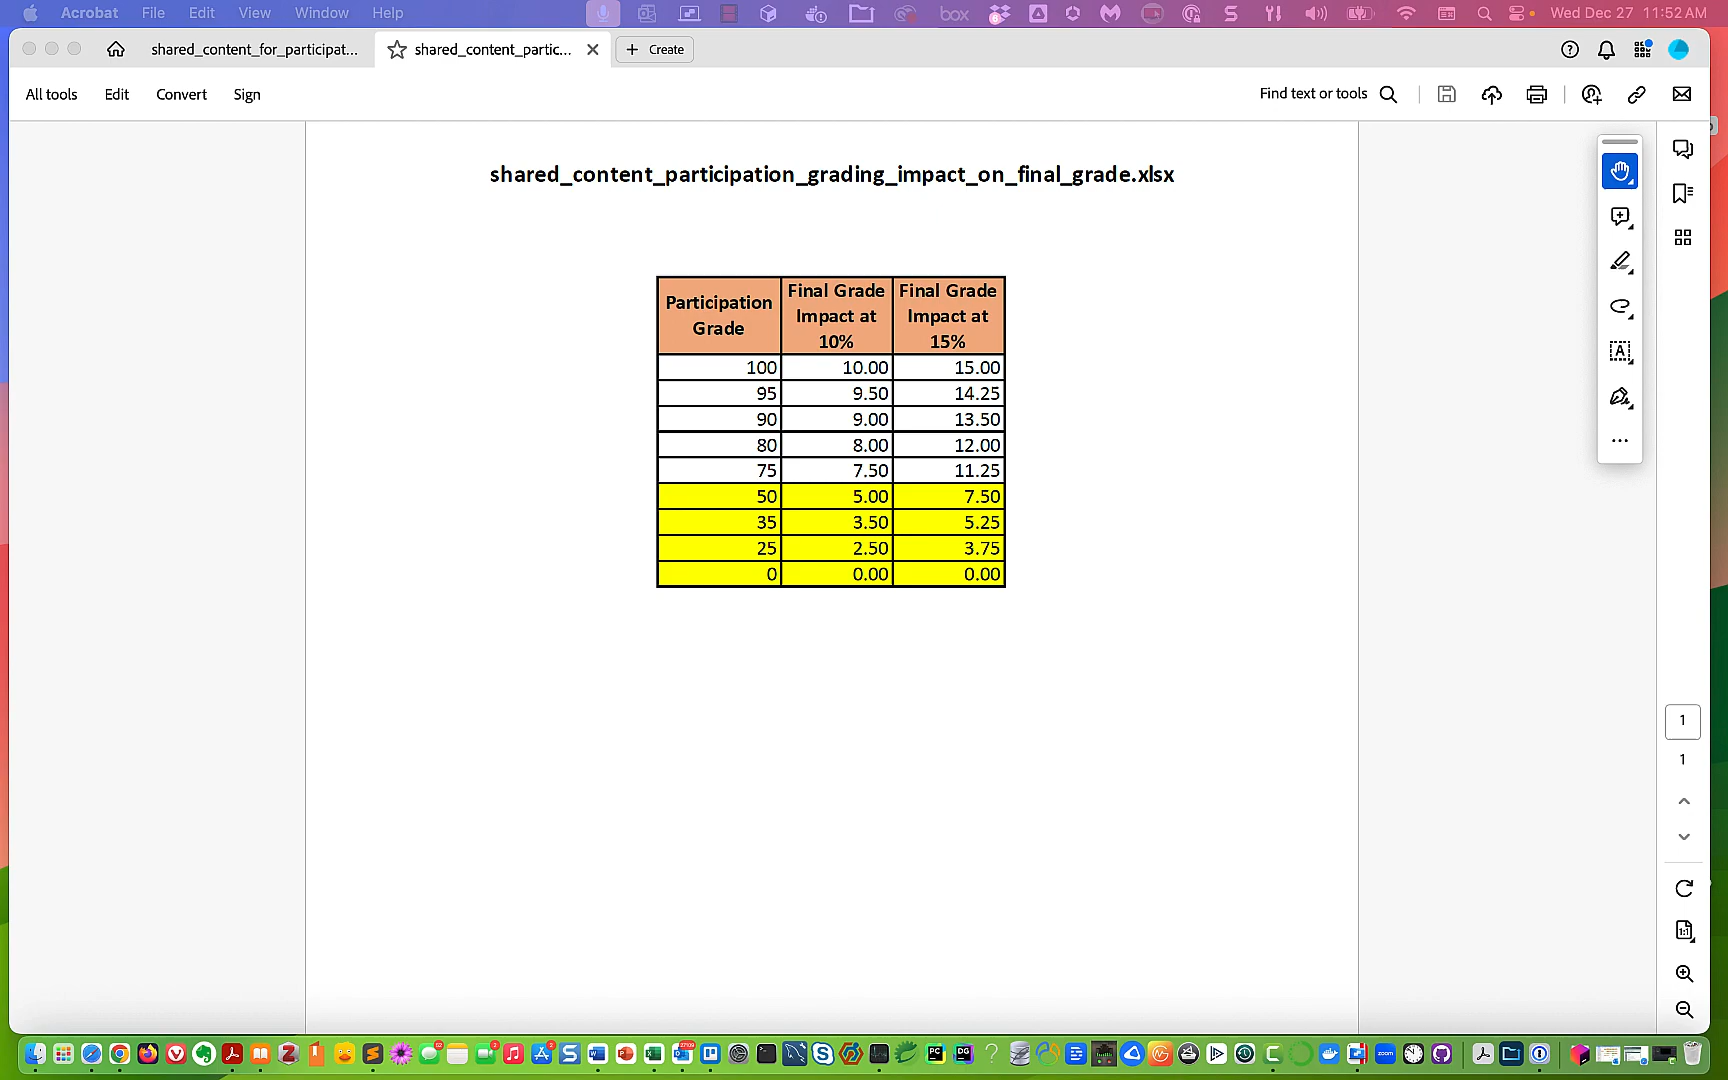 Acrobat File Edit View Window Help box Wed Dec 27 11:52 AM
shared_content_for_participat... shared_content_partic... Create
All tools Edit Convert Sign Find text or tools
shared_content_participation_grading_impact_on_final_grade.xlsx
Participation Grade Final Grade Impact at 10% Final Grade Impact at 15%
100 10.00 15.00
95 9.50 14.25
90 9.00 13.50
80 8.00 12.00
75 7.50 11.25
50 5.00 7.50
35 3.50 5.25
25 2.50 3.75
0 0.00 0.00
1
1